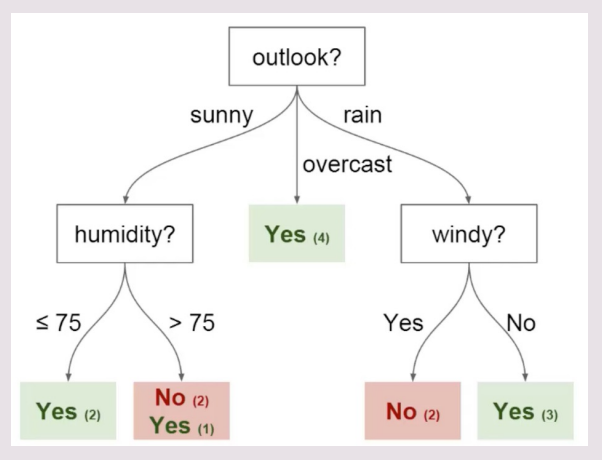 outlook?
sunny
rain
overcast
humidity?
Yes (4)
windy?
≤ 75
> 75
Yes
No
Yes (2)
No (2)
Yes (1)
No (2)
Yes (3)